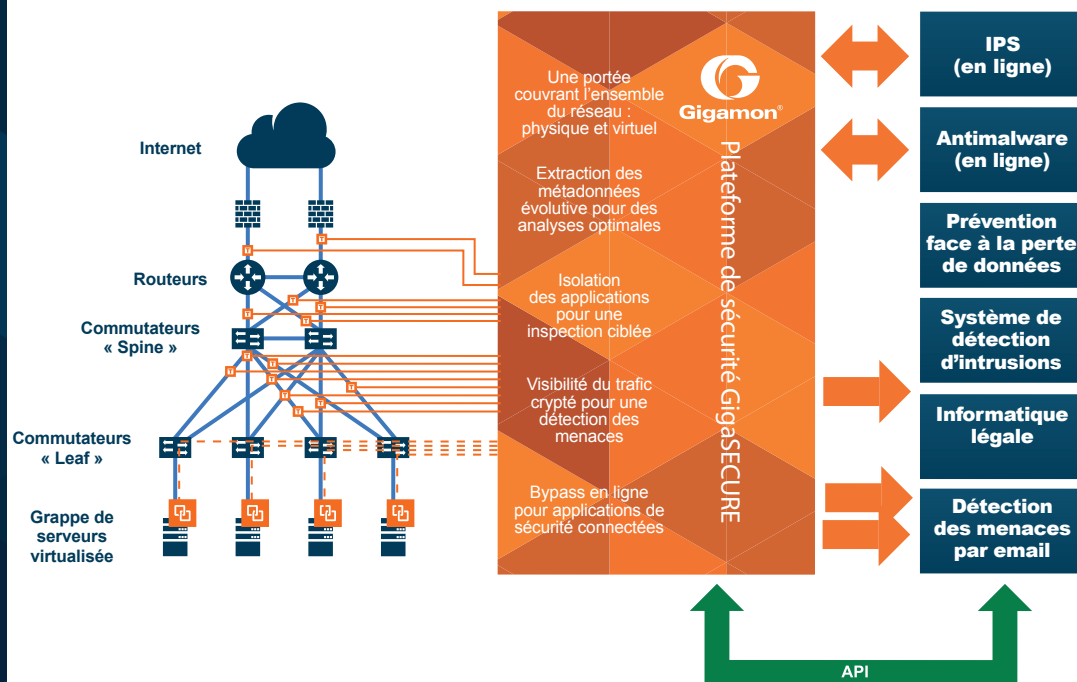 Internet
Routeurs
Commutateurs
« Spine »
Commutateurs
« Leaf »
Grappe de
serveurs
virtualisée
T
T
T
T
T
T
T
T
T
T
T
T
T
T
Une portée
couvrant l'ensemble
du réseau :
physique et virtuel
Extraction des
métadonnées
évolutive pour des
analyses optimales
Isolation
des applications
pour une
inspection ciblée
Visibilité du trafic
crypté pour une
détection des
menaces
Bypass en ligne
pour applications de
sécurité connectées
Gigamon®
Plateforme de sécurité GigaSECURE
IPS
(en ligne)
Antimalware
(en ligne)
Prévention
face à la perte
de données
Système de
détection
d'intrusions
Informatique
légale
Détection
des menaces
par email
API